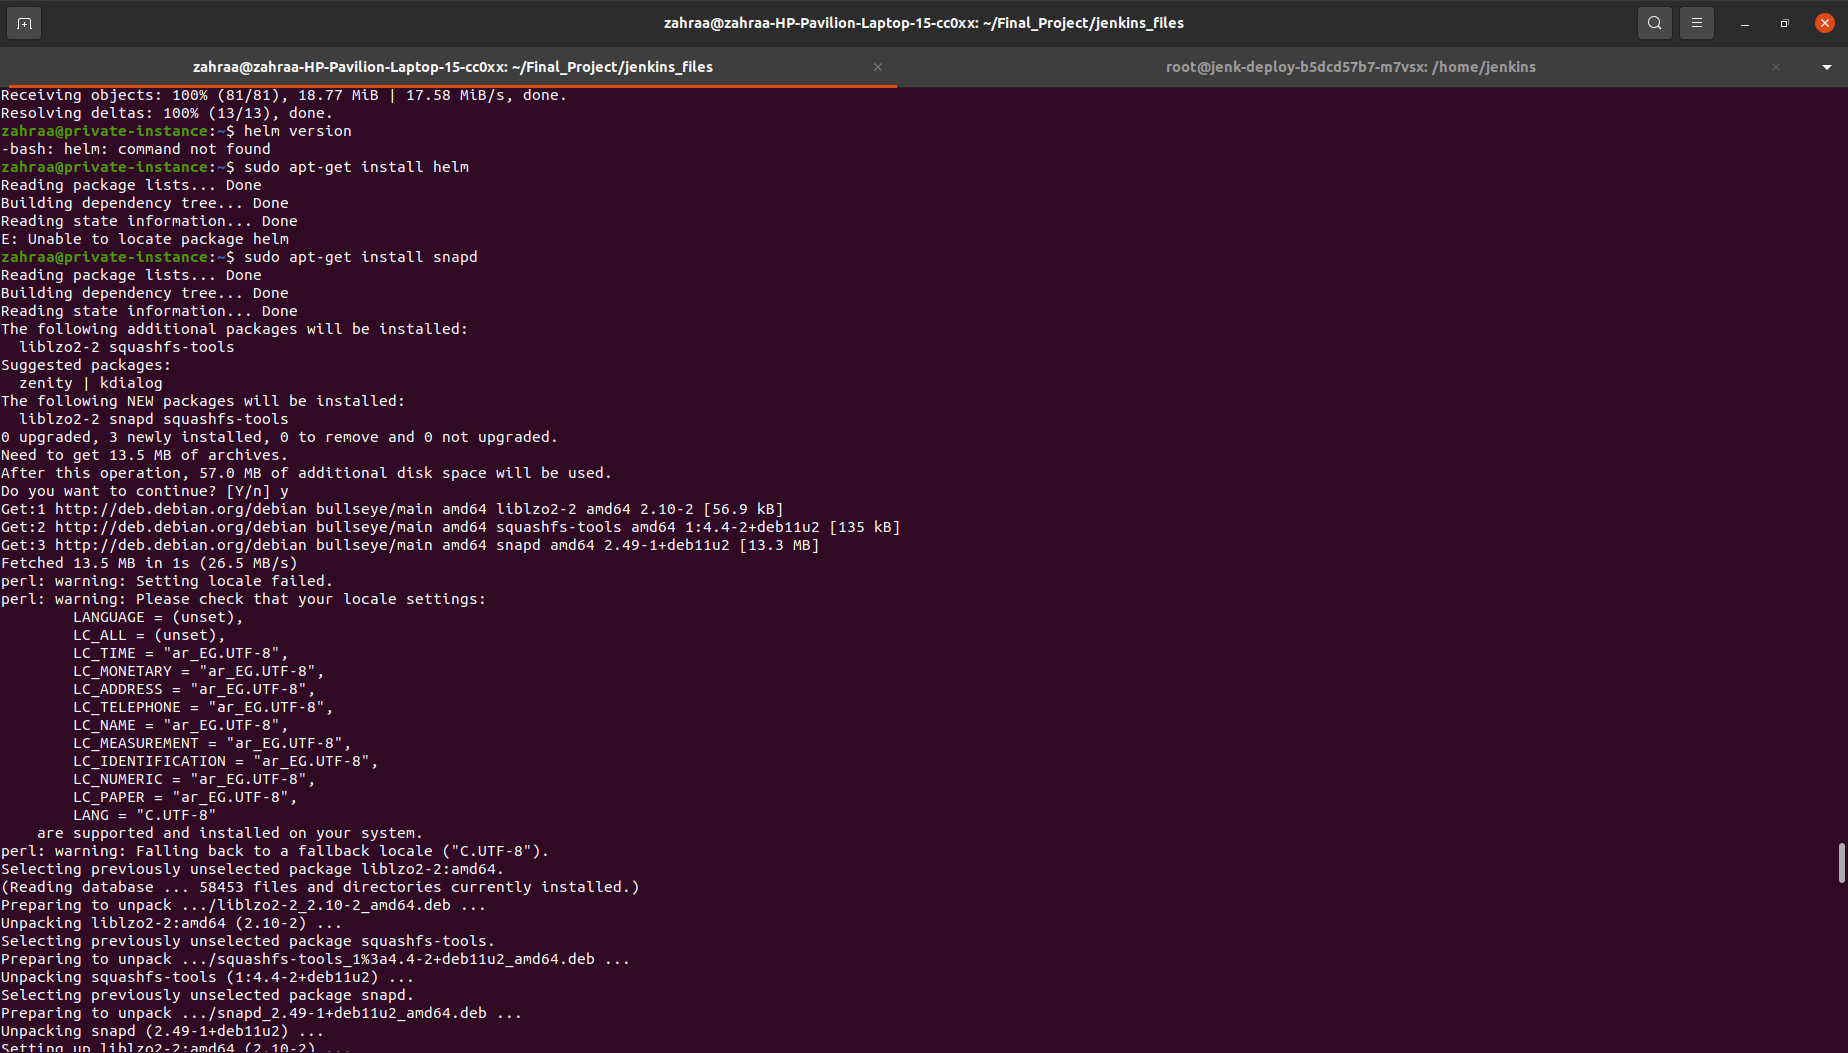 zahraa@zahraa-HP-Pavilion-Laptop-15-cc0xx: ~/Final_Project/jenkins_files
zahraa@zahraa-HP-Pavilion-Laptop-15-cc0xx: ~/Final_Project/jenkins_files
root@jenk-deploy-b5dcd57b7-m7vsx: /home/jenkins
Receiving objects: 100% (81/81), 18.77 MiB | 17.58 MiB/s, done.
Resolving deltas: 100% (13/13), done.
zahraa@private-instance:~$ helm version
-bash: helm: command not found
zahraa@private-instance:~$ sudo apt-get install helm
Reading package lists... Done
Building dependency tree... Done
Reading state information... Done
E: Unable to locate package helm
zahraa@private-instance:~$ sudo apt-get install snapd
Reading package lists... Done
Building dependency tree... Done
Reading state information... Done
The following additional packages will be installed:
  liblzo2-2 squashfs-tools
Suggested packages:
  zenity | kdialog
The following NEW packages will be installed:
  liblzo2-2 snapd squashfs-tools
0 upgraded, 3 newly installed, 0 to remove and 0 not upgraded.
Need to get 13.5 MB of archives.
After this operation, 57.0 MB of additional disk space will be used.
Do you want to continue? [Y/n] y
Get:1 http://deb.debian.org/debian bullseye/main amd64 liblzo2-2 amd64 2.10-2 [56.9 kB]
Get:2 http://deb.debian.org/debian bullseye/main amd64 squashfs-tools amd64 1:4.4-2+deb11u2 [135 kB]
Get:3 http://deb.debian.org/debian bullseye/main amd64 snapd amd64 2.49-1+deb11u2 [13.3 MB]
Fetched 13.5 MB in 1s (26.5 MB/s)
perl: warning: Setting locale failed.
perl: warning: Please check that your locale settings:
        LANGUAGE = (unset),
        LC_ALL = (unset),
        LC_TIME = "ar_EG.UTF-8",
        LC_MONETARY = "ar_EG.UTF-8",
        LC_ADDRESS = "ar_EG.UTF-8",
        LC_TELEPHONE = "ar_EG.UTF-8",
        LC_NAME = "ar_EG.UTF-8",
        LC_MEASUREMENT = "ar_EG.UTF-8",
        LC_IDENTIFICATION = "ar_EG.UTF-8",
        LC_NUMERIC = "ar_EG.UTF-8",
        LC_PAPER = "ar_EG.UTF-8",
        LANG = "C.UTF-8"
    are supported and installed on your system.
perl: warning: Falling back to a fallback locale ("C.UTF-8").
Selecting previously unselected package liblzo2-2:amd64.
(Reading database ... 58453 files and directories currently installed.)
Preparing to unpack .../liblzo2-2_2.10-2_amd64.deb ...
Unpacking liblzo2-2:amd64 (2.10-2) ...
Selecting previously unselected package squashfs-tools.
Preparing to unpack .../squashfs-tools_1%3a4.4-2+deb11u2_amd64.deb ...
Unpacking squashfs-tools (1:4.4-2+deb11u2) ...
Selecting previously unselected package snapd.
Preparing to unpack .../snapd_2.49-1+deb11u2_amd64.deb ...
Unpacking snapd (2.49-1+deb11u2) ...
Setting up liblzo2-2:amd64 (2.10-2) ...